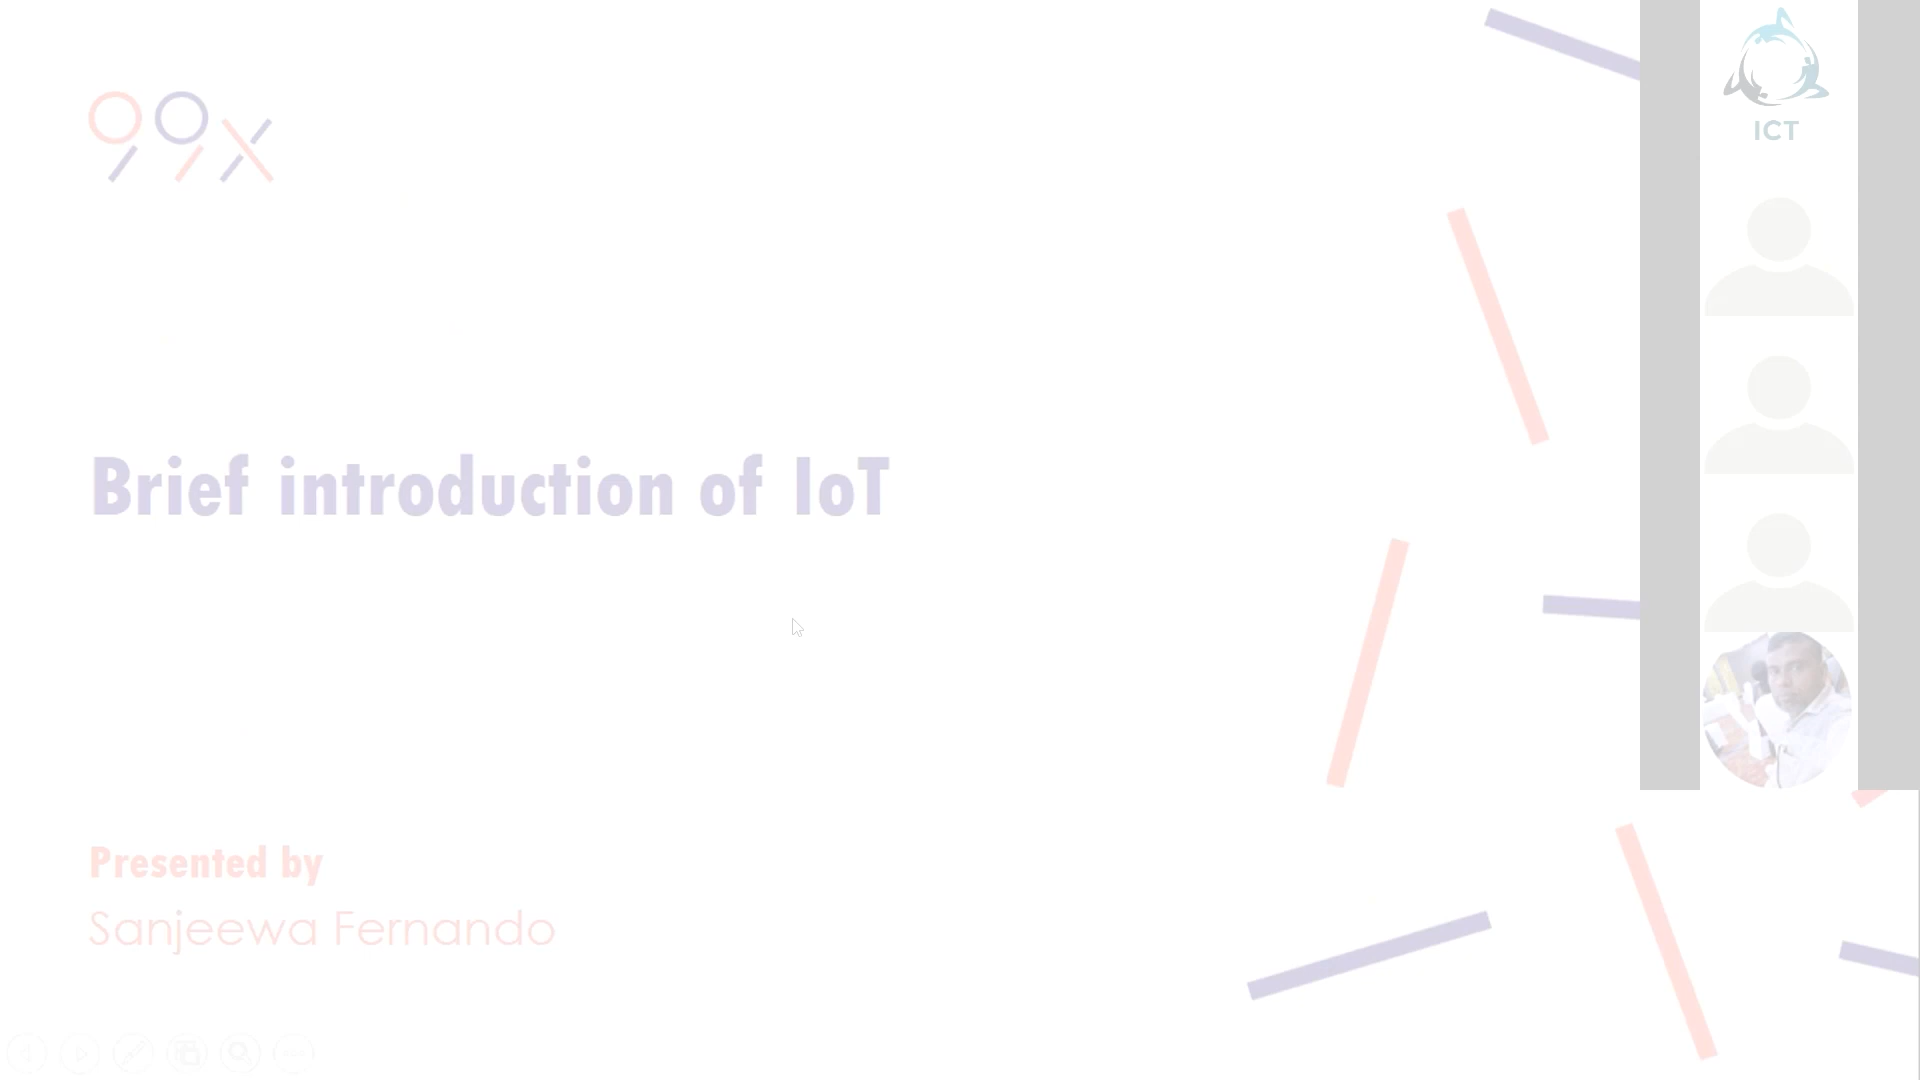 99x
ICT
Brief introduction of IoT
Presented by
Sanjeewa Fernando